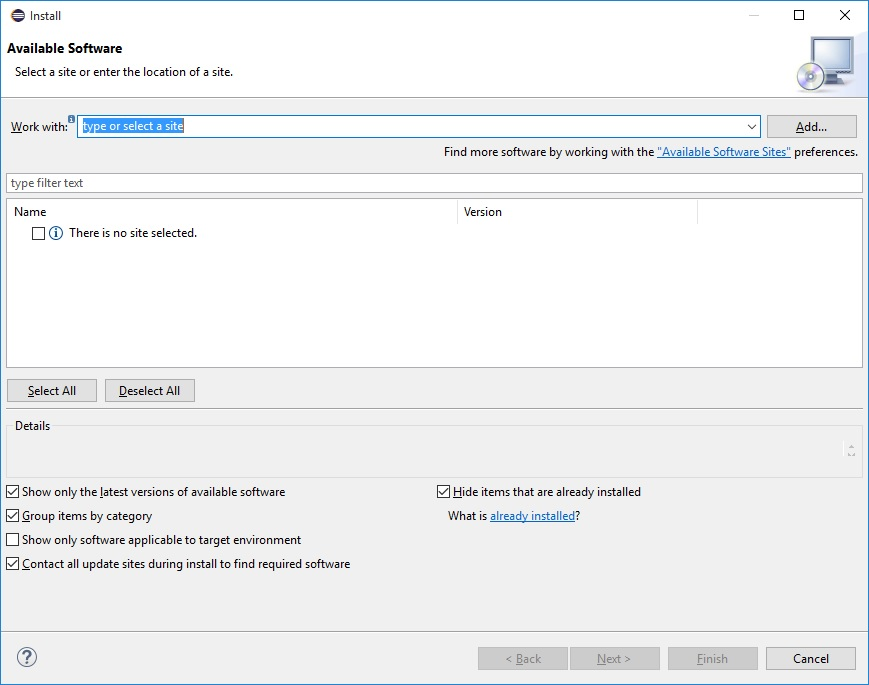 Install
Available Software
Select a site or enter the location of a site.
Work with: type or select a site Add...
Find more software by working with the "Available Software Sites" preferences.
type filter text
Name Version
There is no site selected.
Select All Deselect All
Details
Show only the latest versions of available software Hide items that are already installed
Group items by category What is already installed?
Show only software applicable to target environment
Contact all update sites during install to find required software
? < Back Next > Finish Cancel